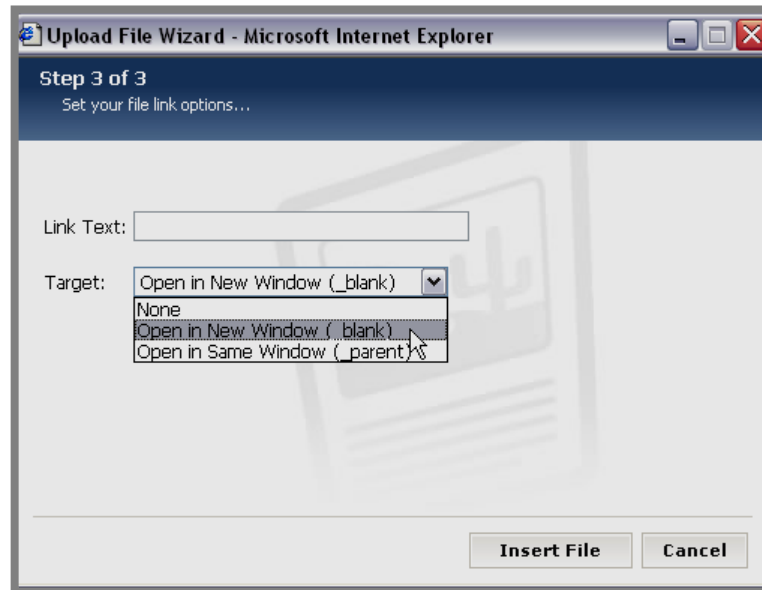 Upload File Wizard - Microsoft Internet Explorer
Step 3 of 3
Set your file link options...
Link Text:
Target: Open in New Window (_blank)
None
Open in New Window (_blank)
Open in Same Window (_parent)
Insert File Cancel